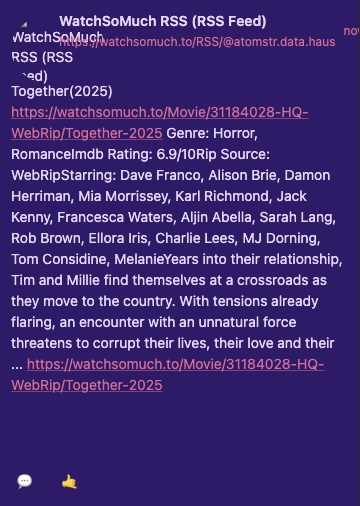 WatchSoMuch RSS (RSS Feed)
now
WatchSoMuch
https://watchsomuch.to/RSS/@atomstr.data.haus
RSS (RSS
Together(2025)
https://watchsomuch.to/Movie/31184028-HQ-
WebRip/Together-2025 Genre: Horror,
RomanceImdb Rating: 6.9/10Rip Source:
WebRipStarring: Dave Franco, Alison Brie, Damon
Herriman, Mia Morrissey, Karl Richmond, Jack
Kenny, Francesca Waters, Aljin Abella, Sarah Lang,
Rob Brown, Ellora Iris, Charlie Lees, MJ Dorning,
Tom Considine, MelanieYears into their relationship,
Tim and Millie find themselves at a crossroads as
they move to the country. With tensions already
flaring, an encounter with an unnatural force
threatens to corrupt their lives, their love and their
... https://watchsomuch.to/Movie/31184028-HQ-
WebRip/Together-2025